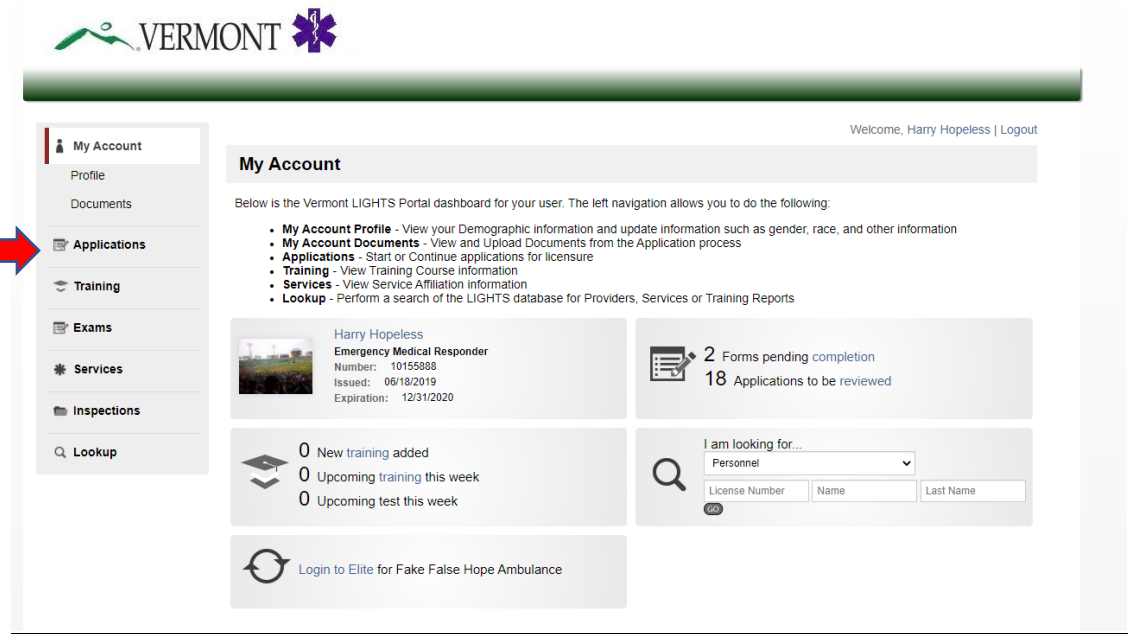 VERMONT
Welcome, Harry Hopeless | Logout
My Account
Profile
Documents
Applications
Training
Exams
Services
Inspections
Lookup
My Account
Below is the Vermont LIGHTS Portal dashboard for your user. The left navigation allows you to do the following:
My Account Profile - View your Demographic information and update information such as gender, race, and other information
My Account Documents - View and Upload Documents from the Application process
Applications - Start or Continue applications for licensure
Training - View Training Course information
Services - View Service Affiliation information
Lookup - Perform a search of the LIGHTS database for Providers, Services or Training Reports
Harry Hopeless
Emergency Medical Responder
Number: 10155888
Issued: 06/18/2019
Expiration: 12/31/2020
2 Forms pending completion
18 Applications to be reviewed
0 New training added
0 Upcoming training this week
0 Upcoming test this week
I am looking for...
Personnel
License Number Name Last Name
GO
Login to Elite for Fake False Hope Ambulance